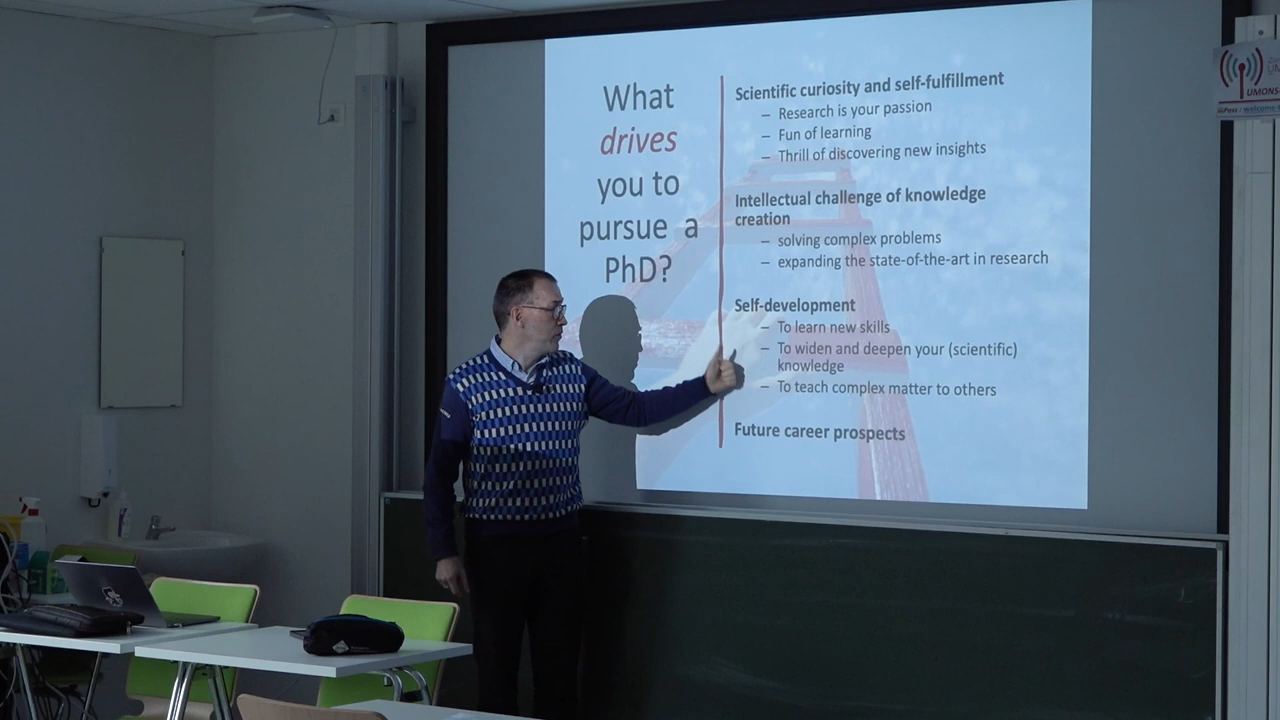 What
drives
you to
pursue a
PhD?
Scientific curiosity and self-fulfillment
– Research is your passion
– Fun of learning
– Thrill of discovering new insights
Intellectual challenge of knowledge
creation
– solving complex problems
– expanding the state-of-the-art in research
Self-development
– To learn new skills
– To widen and deepen your (scientific)
knowledge
– To teach complex matter to others
Future career prospects
UMONS